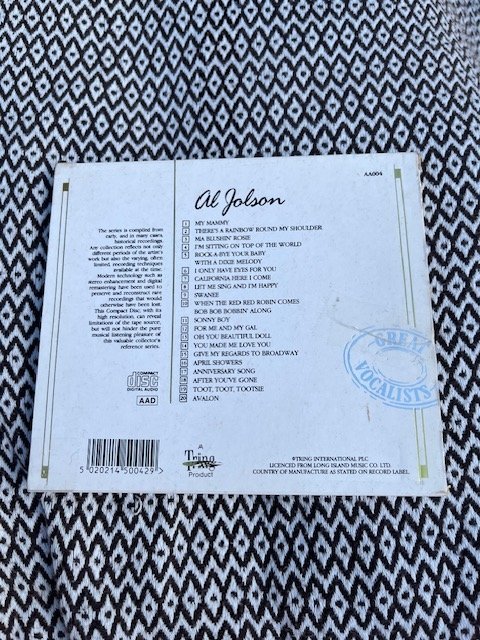 AA004
Al Jolson
1 MY MAMMY
2 THERE'S A RAINBOW ROUND MY SHOULDER
3 MA BLUSHIN' ROSIE
4 I'M SITTING ON TOP OF THE WORLD
5 ROCK-A-BYE YOUR BABY
WITH A DIXIE MELODY
6 I ONLY HAVE EYES FOR YOU
7 CALIFORNIA HERE I COME
8 LET ME SING AND I'M HAPPY
9 SWANEE
10 WHEN THE RED RED ROBIN COMES
BOB BOB BOBBIN' ALONG
11 SONNY BOY
12 FOR ME AND MY GAL
13 OH YOU BEAUTIFUL DOLL
14 YOU MADE ME LOVE YOU
15 GIVE MY REGARDS TO BROADWAY
16 APRIL SHOWERS
17 ANNIVERSARY SONG
18 AFTER YOU'VE GONE
19 TOOT, TOOT, TOOTSIE
20 AVALON
The series is compiled from
early, and in many cases,
historical recordings.
Any collection reflects not only
different periods of the artiste's
work but also the varying, often
limited, recording techniques
available at the time.
Modern technology such as
stereo enhancement and digital
remastering have been used to
preserve and reconstruct rare
recordings that would
otherwise have been lost.
This Compact Disc, with
its high resolution, can reveal
limitations of the tape source,
but will not hinder the pure
musical listening pleasure of
this valuable collector's
reference series.
COMPACT
disc
DIGITAL AUDIO
AAD
GREAT
VOCALISTS
5 020214 500429 >
A
Tring
Product
©TRING INTERNATIONAL PLC
LICENCED FROM LONG ISLAND MUSIC CO. LTD.
COUNTRY OF MANUFACTURE AS STATED ON RECORD LABEL